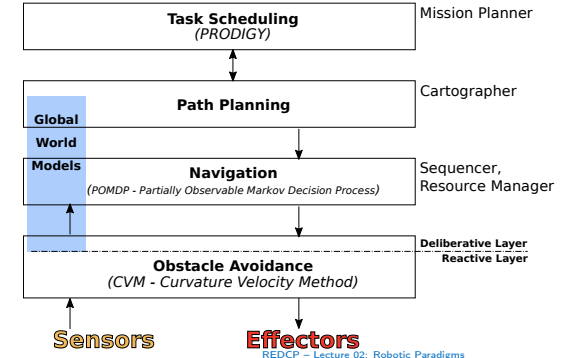 Task Scheduling
(PRODIGY)
Mission Planner
Path Planning
Cartographer
Global
World
Models
Navigation
(POMDP - Partially Observable Markov Decision Process)
Sequencer,
Resource Manager
Deliberative Layer
Reactive Layer
Obstacle Avoidance
(CVM - Curvature Velocity Method)
Sensors
Effectors
REDCP – Lecture 02: Robotic Paradigms